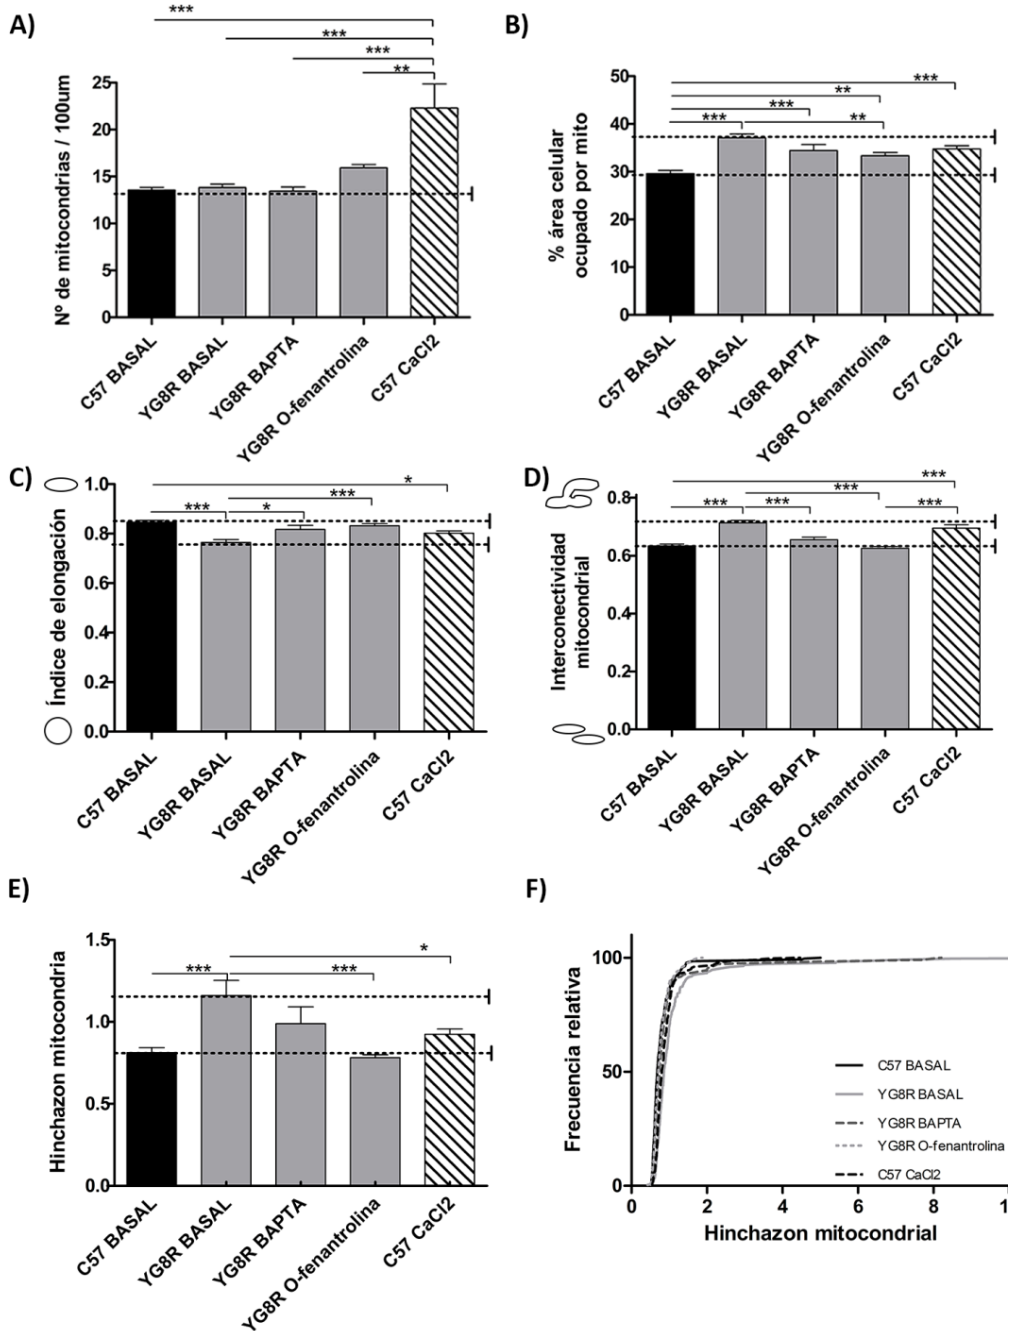 A)
***
***
***
**
Nº de mitocondrias / 100um
25
20
15
10
5
0
C57 BASAL
YG8R BASAL
YG8R BAPTA
YG8R O-fenantrolina
C57 CaCl2
B)
***
**
***
***
**
% área celular
ocupado por mito
50
40
30
20
10
0
C57 BASAL
YG8R BASAL
YG8R BAPTA
YG8R O-fenantrolina
C57 CaCl2
C)
*
***
***
*
Índice de elongación
1.0
0.8
0.6
0.4
0.2
0.0
C57 BASAL
YG8R BASAL
YG8R BAPTA
YG8R O-fenantrolina
C57 CaCl2
D)
***
***
***
***
***
Interconectividad
mitocondrial
0.8
0.6
0.4
0.2
0.0
C57 BASAL
YG8R BASAL
YG8R BAPTA
YG8R O-fenantrolina
C57 CaCl2
E)
*
***
***
Hinchazon mitocondria
1.5
1.0
0.5
0.0
C57 BASAL
YG8R BASAL
YG8R BAPTA
YG8R O-fenantrolina
C57 CaCl2
F)
Frecuencia relativa
100
50
0
C57 BASAL
YG8R BASAL
YG8R BAPTA
YG8R O-fenantrolina
C57 CaCl2
0 2 4 6 8 1
Hinchazon mitocondrial